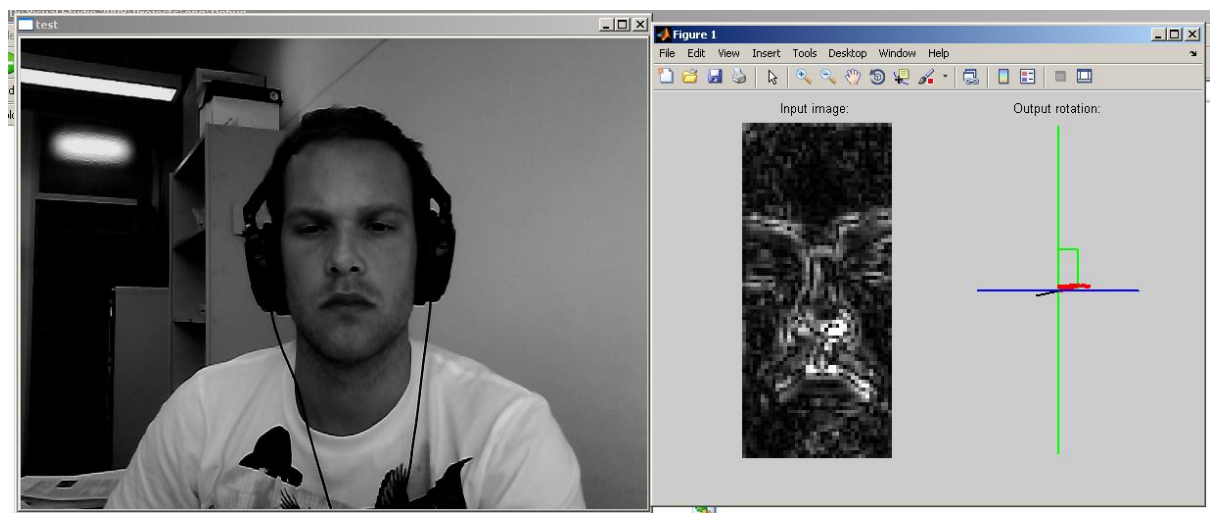 test
Figure 1
File Edit View Insert Tools Desktop Window Help
Input image:
Output rotation: